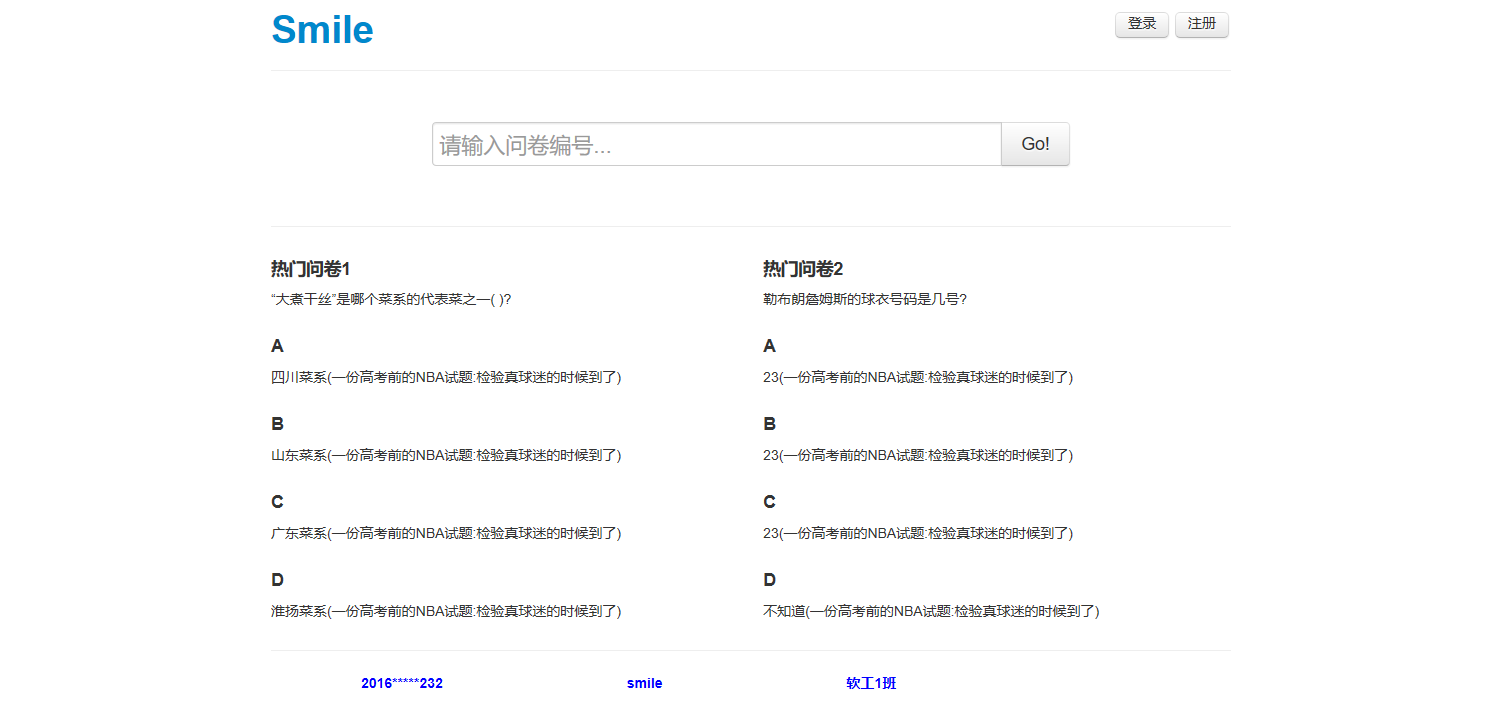 Smile
登录 注册
请输入问卷编号...
Go!
热门问卷1
“大煮干丝”是哪个菜系的代表菜之一( )?
A
四川菜系(一份高考前的NBA试题:检验真球迷的时候到了)
B
山东菜系(一份高考前的NBA试题:检验真球迷的时候到了)
C
广东菜系(一份高考前的NBA试题:检验真球迷的时候到了)
D
淮扬菜系(一份高考前的NBA试题:检验真球迷的时候到了)
热门问卷2
勒布朗詹姆斯的球衣号码是几号?
A
23(一份高考前的NBA试题:检验真球迷的时候到了)
B
23(一份高考前的NBA试题:检验真球迷的时候到了)
C
23(一份高考前的NBA试题:检验真球迷的时候到了)
D
不知道(一份高考前的NBA试题:检验真球迷的时候到了)
2016*****232 smile 软工1班